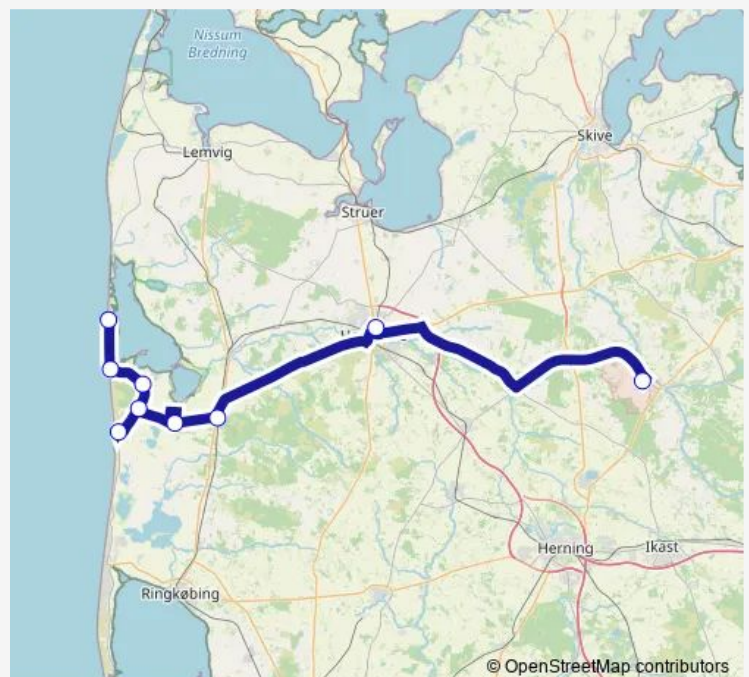 Nissum
Bredning
Skive
Lemvig
Struer
Herning
Ikast
Ringkøbing
© OpenStreetMap contributors